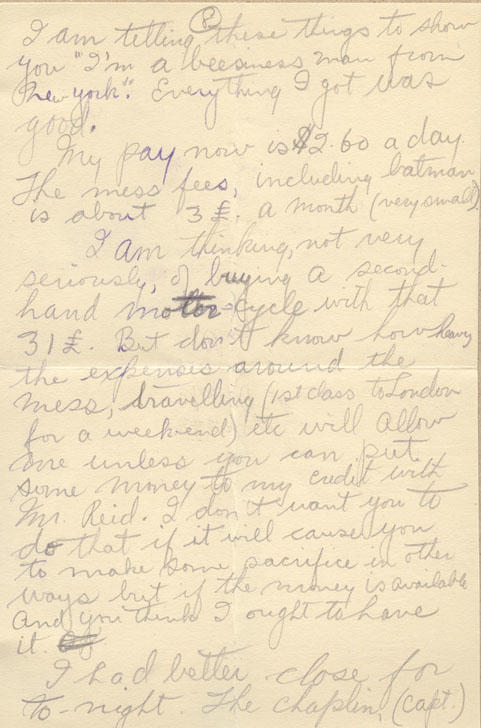 8
I am telling these things to show
you "I'm a beesiness man from
New york". Everything I got was
good.
My pay now is $2.60 a day.
The mess fees, including batman
is about 3£. a month (very small).
I am thinking, not very
seriously, of buying a second-
hand motor-cycle with that
31£. But don't know how heavy
the expenses around the
mess, travelling (1st class to London
for a weekend) etc will allow
me unless you can put
some money to my credit with
Mr. Reid. I don't want you to
do that if it will cause you
to make some sacrifice in other
ways but if the money is available
and you think I ought to have
it.
I had better close for
to-night. The chaplin, (capt.)